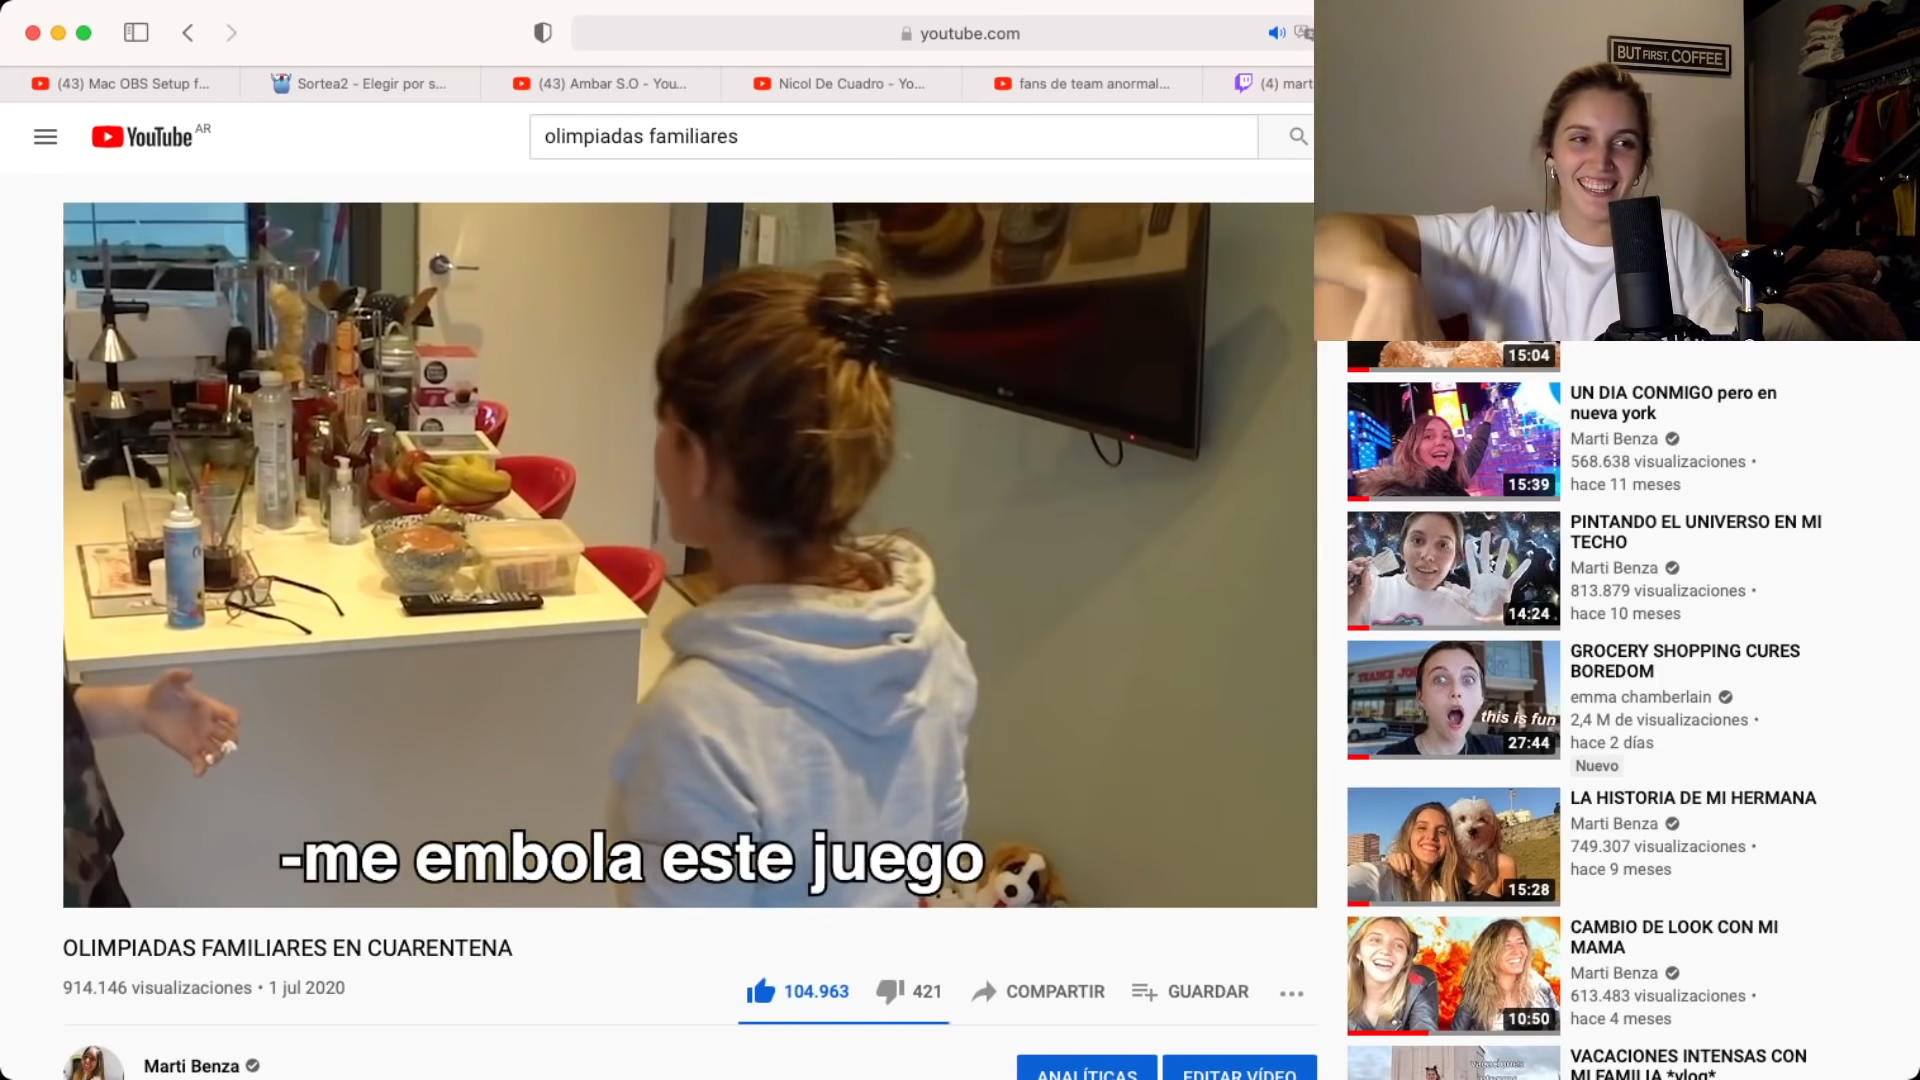 youtube.com
(43) Mac OBS Setup f...
Sortea2 - Elegir por s...
(43) Ambar S.O - You...
Nicol De Cuadro - Yo...
fans de team anormal...
(4) mart
YouTube AR
olimpiadas familiares
BUT FIRST, COFFEE
LG
-me embola este juego
OLIMPIADAS FAMILIARES EN CUARENTENA
914.146 visualizaciones • 1 jul 2020
104.963
421
COMPARTIR
GUARDAR
Marti Benza
ANALÍTICAS
EDITAR VÍDEO
15:04
15:39
UN DIA CONMIGO pero en
nueva york
Marti Benza
568.638 visualizaciones •
hace 11 meses
14:24
PINTANDO EL UNIVERSO EN MI
TECHO
Marti Benza
813.879 visualizaciones •
hace 10 meses
this is fun
27:44
GROCERY SHOPPING CURES
BOREDOM
emma chamberlain
2,4 M de visualizaciones •
hace 2 días
Nuevo
15:28
LA HISTORIA DE MI HERMANA
Marti Benza
749.307 visualizaciones •
hace 9 meses
10:50
CAMBIO DE LOOK CON MI
MAMA
Marti Benza
613.483 visualizaciones •
hace 4 meses
VACACIONES INTENSAS CON
MI FAMILIA *vlog*